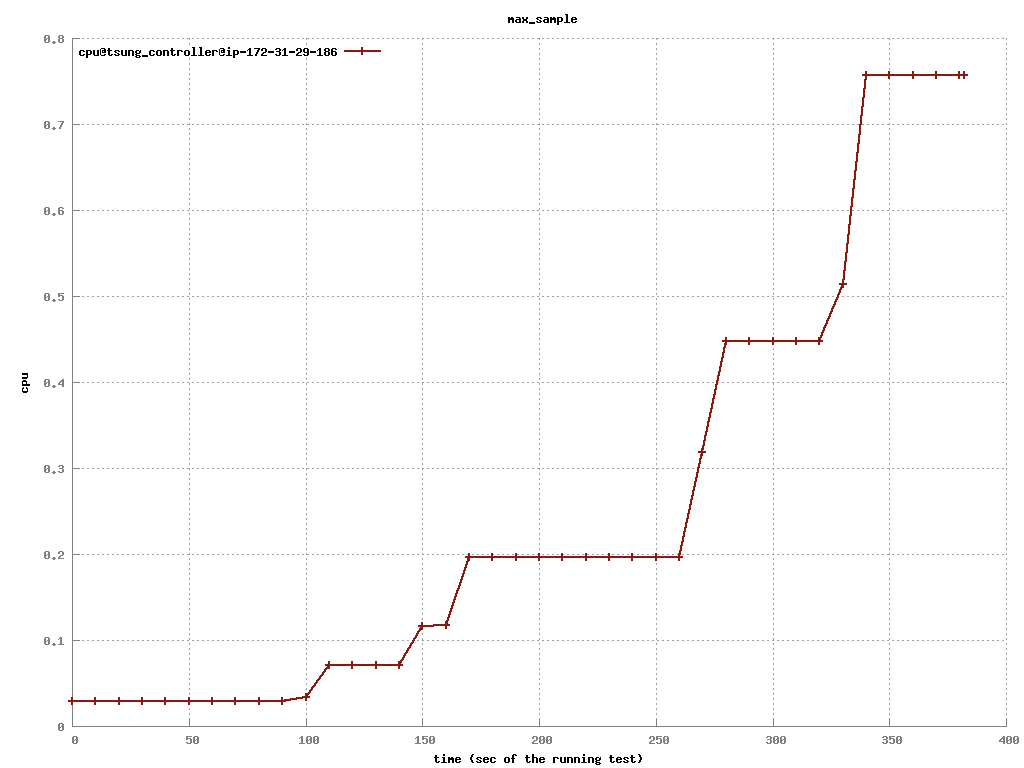 max_sample
cpu@tsung_controller@ip-172-31-29-186
0.8
0.7
0.6
0.5
0.4
0.3
0.2
0.1
0
cpu
0 50 100 150 200 250 300 350 400
time (sec of the running test)